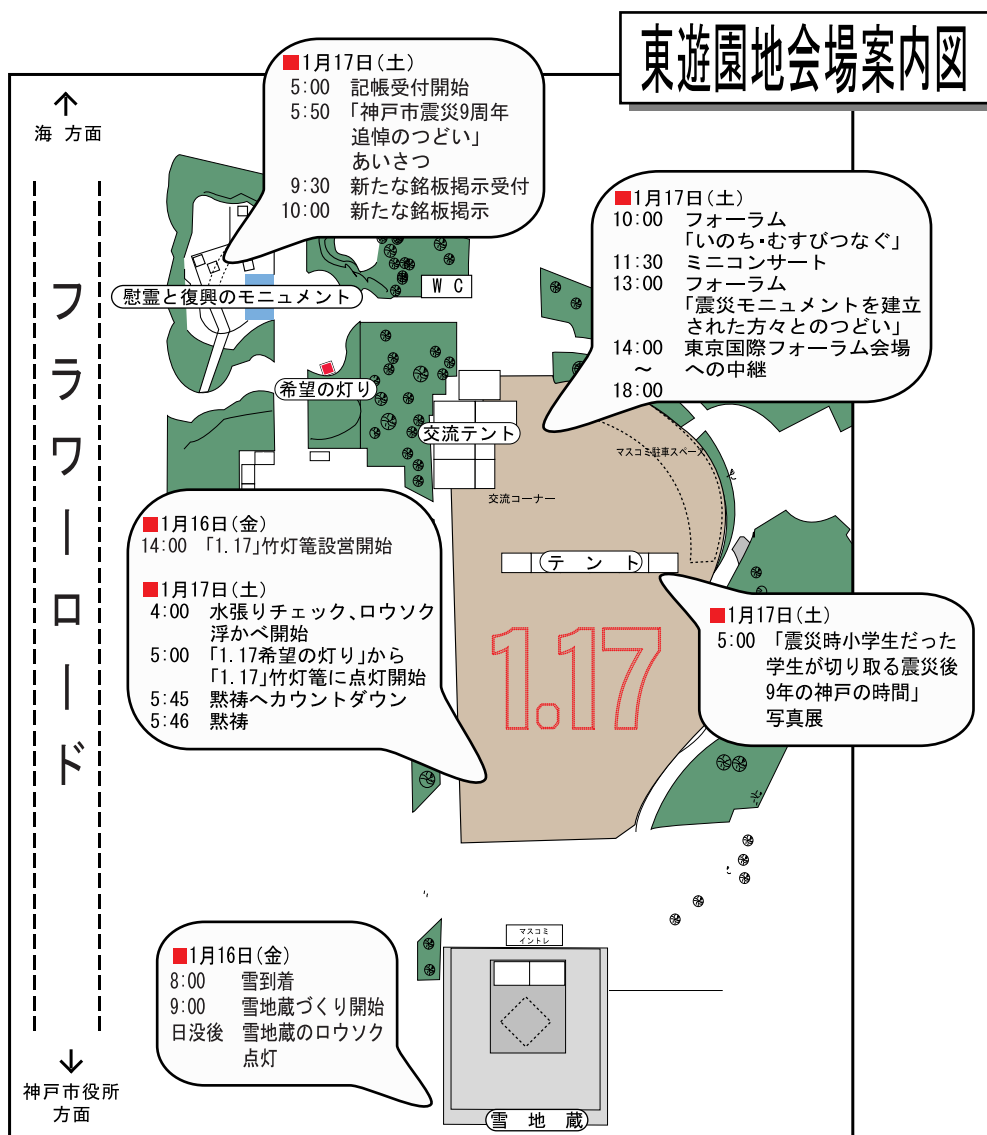 東遊園地会場案内図
↑
海 方面
フラワーロード
↓
神戸市役所
方面
■1月17日(土)
5:00 記帳受付開始
5:50 「神戸市震災9周年
追悼のつどい」
あいさつ
9:30 新たな銘板掲示受付
10:00 新たな銘板掲示
慰霊と復興のモニュメント
WC
希望の灯り
■1月17日(土)
10:00 フォーラム
「いのち・むすびつなぐ」
11:30 ミニコンサート
13:00 フォーラム
「震災モニュメントを建立
された方々とのつどい」
14:00 東京国際フォーラム会場
～ への中継
18:00
交流テント
マスコミ駐車スペース
交流コーナー
テント
■1月16日(金)
14:00 「1.17」竹灯篭設営開始
■1月17日(土)
4:00 水張りチェック、ロウソク
浮かべ開始
5:00 「1.17希望の灯り」から
「1.17」竹灯篭に点灯開始
5:45 黙祷へカウントダウン
5:46 黙祷
1.17
■1月17日(土)
5:00 「震災時小学生だった
学生が切り取る震災後
9年の神戸の時間」
写真展
■1月16日(金)
8:00 雪到着
9:00 雪地蔵づくり開始
日没後 雪地蔵のロウソク
点灯
マスコミ
イントレ
雪地蔵